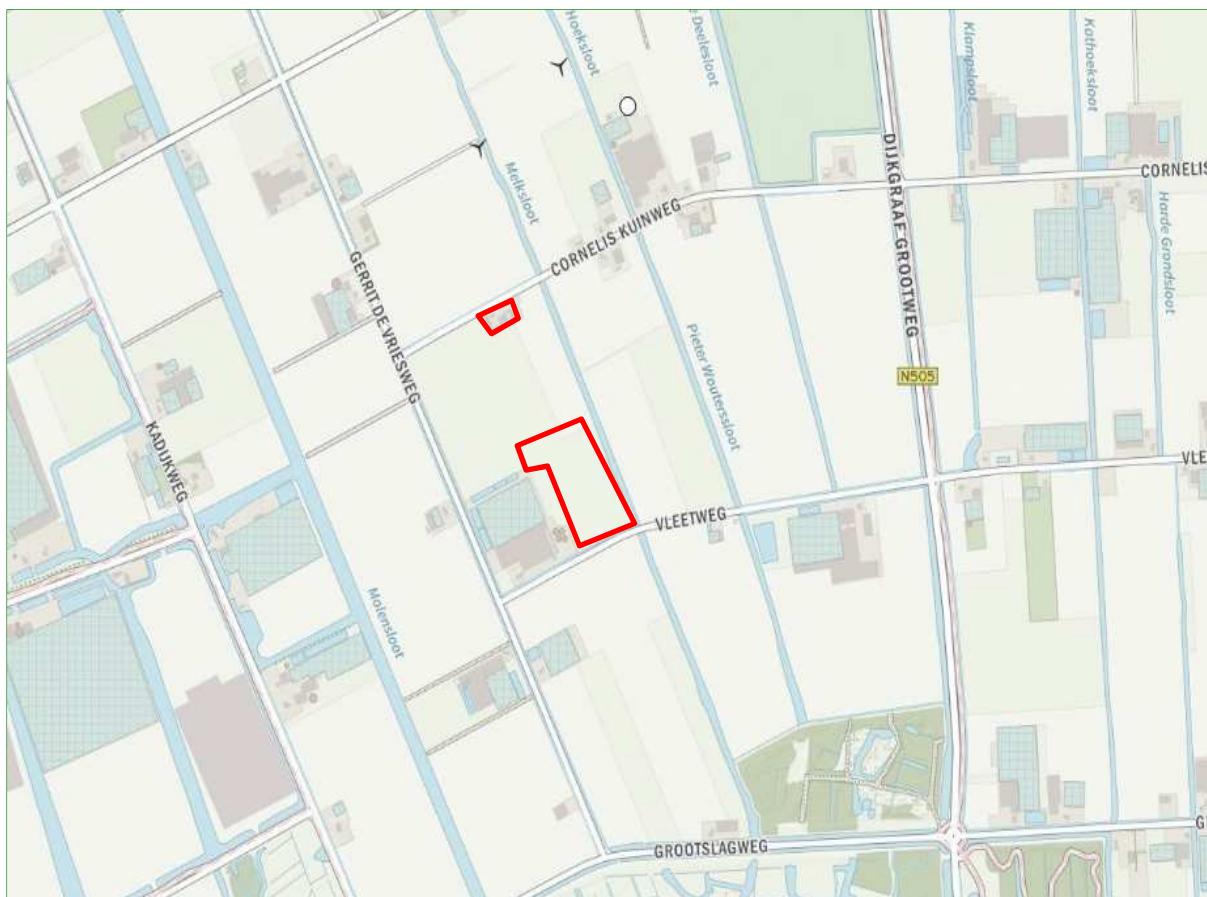 Hoeksloot
Deelesloot
Klampsloot
Kathoeksloot
DIJKGRAAF GROOTWEG
CORNELIS
Melksloot
CORNELIS KUINWEG
Harde Grondsloot
GERRIT DE VRIESWEG
Pieter Wouterssloot
N505
KADIJKWEG
VLEETWEG
VLE
Molensloot
GROOTSLAGWEG